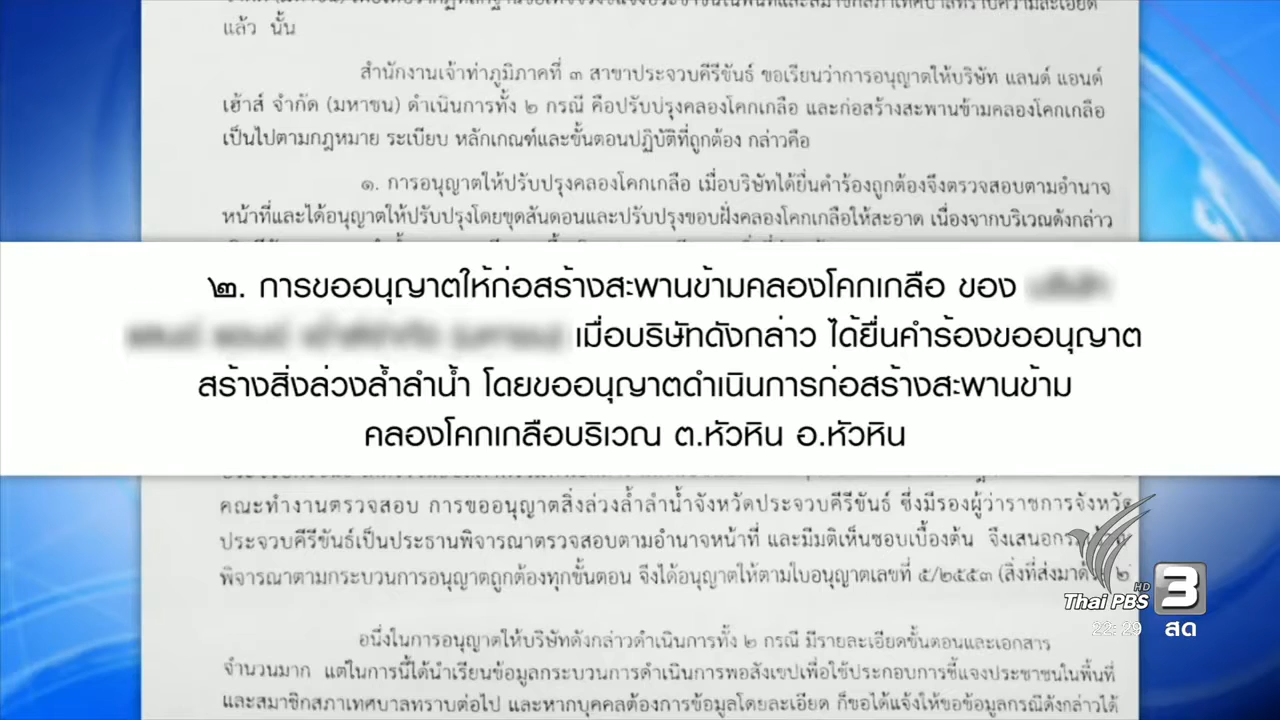 แล้ว นั้น
สำนักงานเจ้าท่าภูมิภาคที่ ๓ สาขาประจวบคีรีขันธ์ ขอเรียนว่าการอนุญาตให้บริษัท แลนด์ แอนด์
เฮ้าส์ จำกัด (มหาชน) ดำเนินการทั้ง ๒ กรณี คือปรับปรุงคลองโคกเกลือ และก่อสร้างสะพานข้ามคลองโคกเกลือ
เป็นไปตามกฎหมาย ระเบียบ หลักเกณฑ์และขั้นตอนปฏิบัติที่ถูกต้อง กล่าวคือ
๑. การอนุญาตให้ปรับปรุงคลองโคกเกลือ เมื่อบริษัทได้ยื่นคำร้องถูกต้องจึงตรวจสอบตามอำนาจ
หน้าที่และได้อนุญาตให้ปรับปรุงโดยขุดสันดอนและปรับปรุงขอบฝั่งคลองโคกเกลือให้สะอาด เนื่องจากบริเวณดังกล่าว
๒. การขออนุญาตให้ก่อสร้างสะพานข้ามคลองโคกเกลือ ของ
เมื่อบริษัทดังกล่าว ได้ยื่นคำร้องขออนุญาต
สร้างสิ่งล่วงล้ำลำน้ำ โดยขออนุญาตดำเนินการก่อสร้างสะพานข้าม
คลองโคกเกลือบริเวณ ต.หัวหิน อ.หัวหิน
คณะทำงานตรวจสอบ การขออนุญาตสิ่งล่วงล้ำลำน้ำจังหวัดประจวบคีรีขันธ์ ซึ่งมีรองผู้ว่าราชการจังหวัด
ประจวบคีรีขันธ์เป็นประธานพิจารณาตรวจสอบตามอำนาจหน้าที่ และมีมติเห็นชอบเบื้องต้น จึงเสนอ
พิจารณาตามกระบวนการอนุญาตถูกต้องทุกขั้นตอน จึงได้อนุญาตให้ตามใบอนุญาตเลขที่ ๕/๒๕๕๓ (สิ่งที่ส่งมาด้วย ๒
HD
Thai PBS 3
22:29 สด
อนึ่งในการอนุญาตให้บริษัทดังกล่าวดำเนินการทั้ง ๒ กรณี มีรายละเอียดขั้นตอนและเอกสาร
จำนวนมาก แต่ในการนี้ได้นำเรียนข้อมูลกระบวนการดำเนินการพอสังเขปเพื่อใช้ประกอบการชี้แจงประชาชนในพื้นที่
และสมาชิกสภาเทศบาลทราบต่อไป และหากบุคคลต้องการข้อมูลโดยละเอียด ก็ขอได้แจ้งให้ขอข้อมูลกรณีดังกล่าวได้